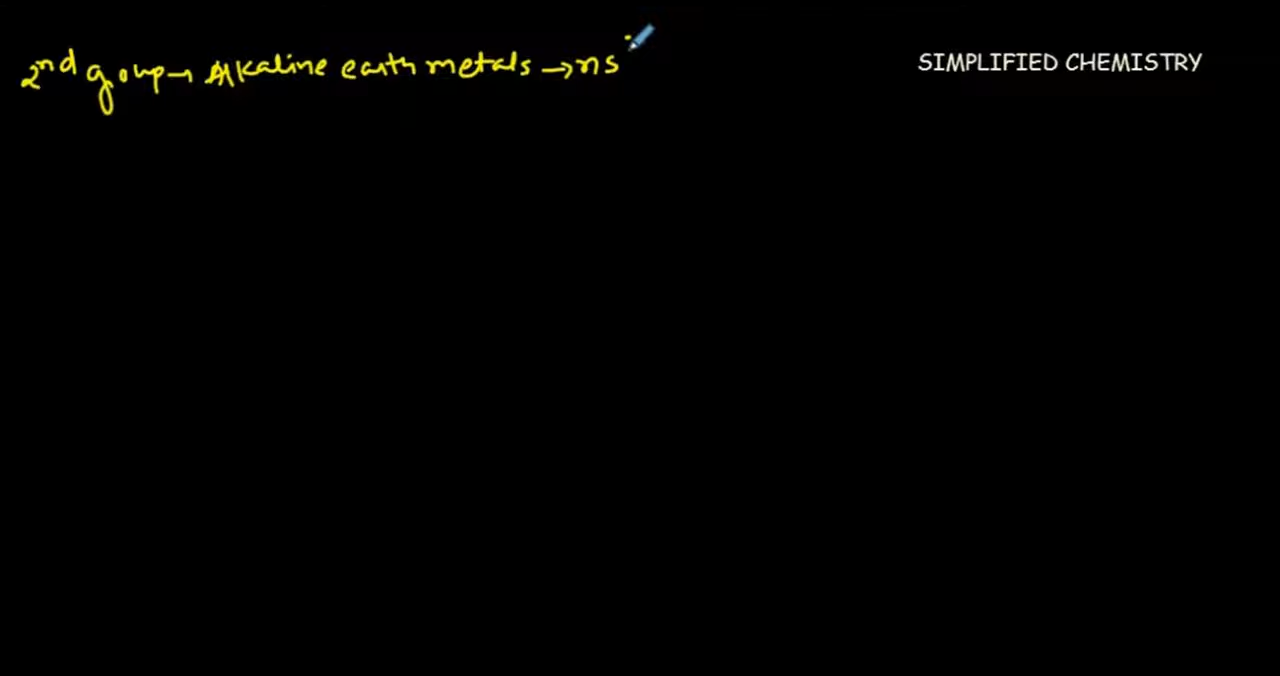 2nd group → Alkaline earth metals → ns
SIMPLIFIED CHEMISTRY